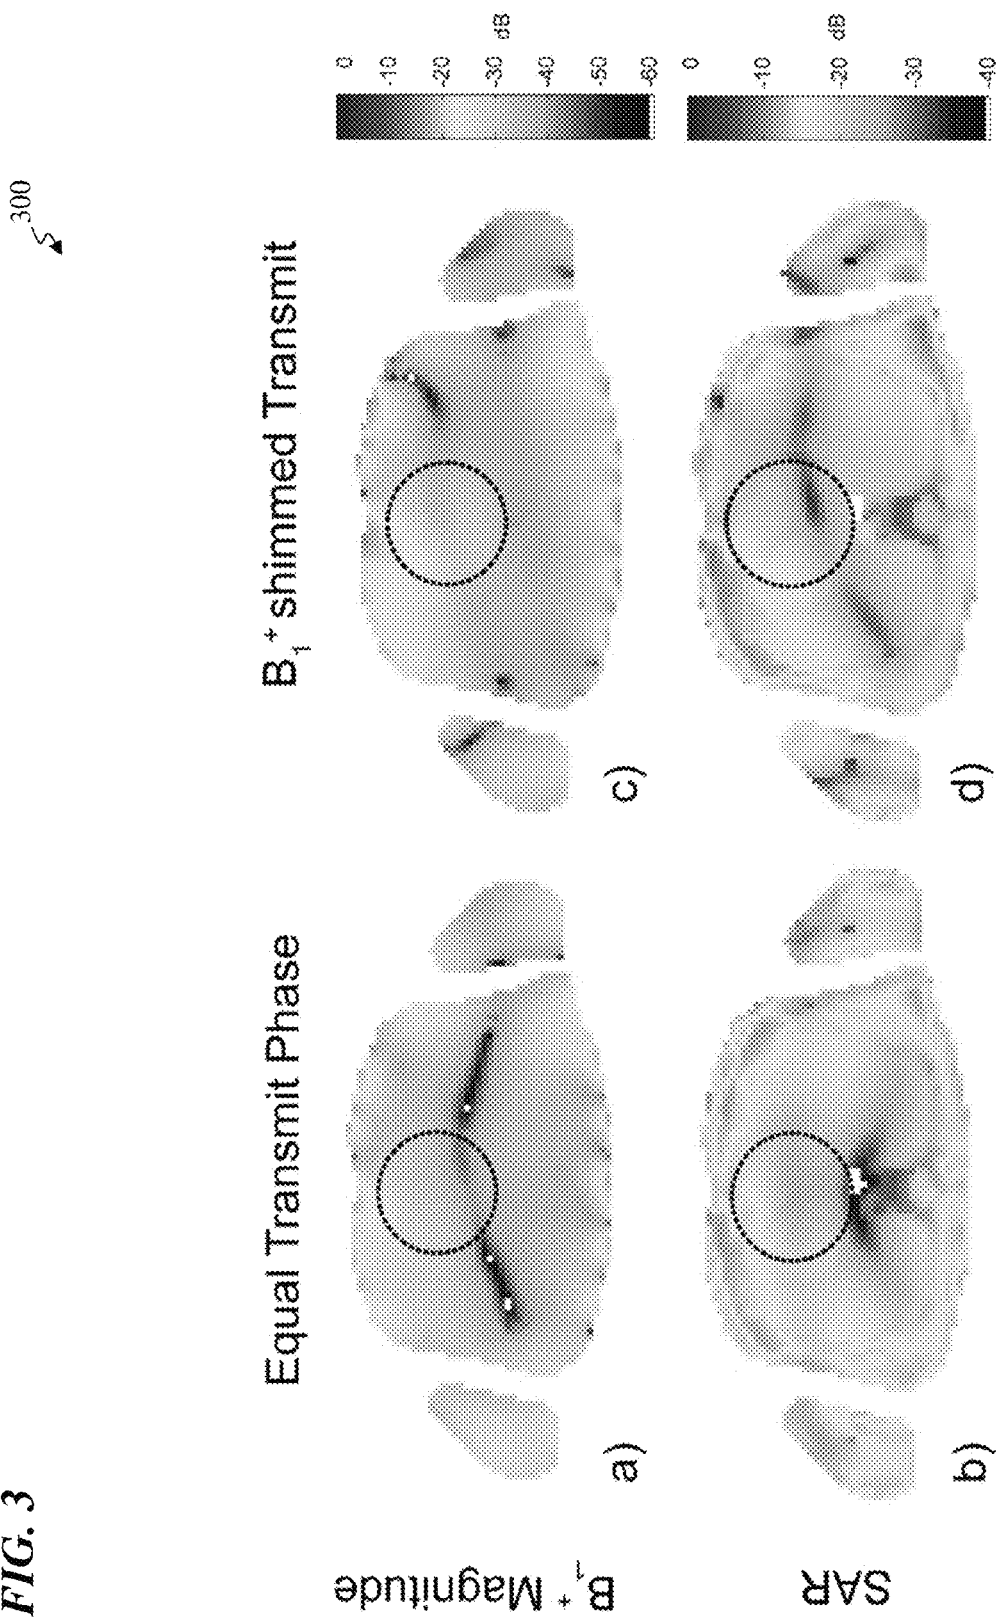 FIG. 3
300
Equal Transmit Phase
B₁⁺ shimmed Transmit
B₁⁺ Magnitude
a)
c)
0
-10
-20
-30
-40
-50
-60
dB
SAR
b)
d)
0
-10
-20
-30
-40
dB